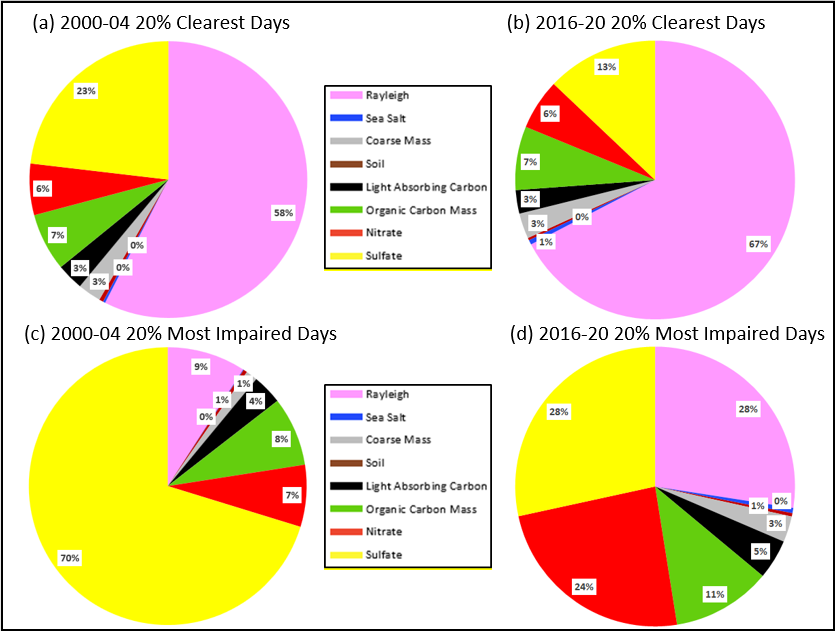 (a) 2000-04 20% Clearest Days
(b) 2016-20 20% Clearest Days
23%
6%
7%
3%
3%
0%
0%
58%
Rayleigh
Sea Salt
Coarse Mass
Soil
Light Absorbing Carbon
Organic Carbon Mass
Nitrate
Sulfate
13%
6%
7%
3%
3%
1%
0%
67%
(c) 2000-04 20% Most Impaired Days
(d) 2016-20 20% Most Impaired Days
9%
1%
1%
0%
4%
8%
7%
70%
Rayleigh
Sea Salt
Coarse Mass
Soil
Light Absorbing Carbon
Organic Carbon Mass
Nitrate
Sulfate
28%
28%
0%
1%
3%
5%
11%
24%